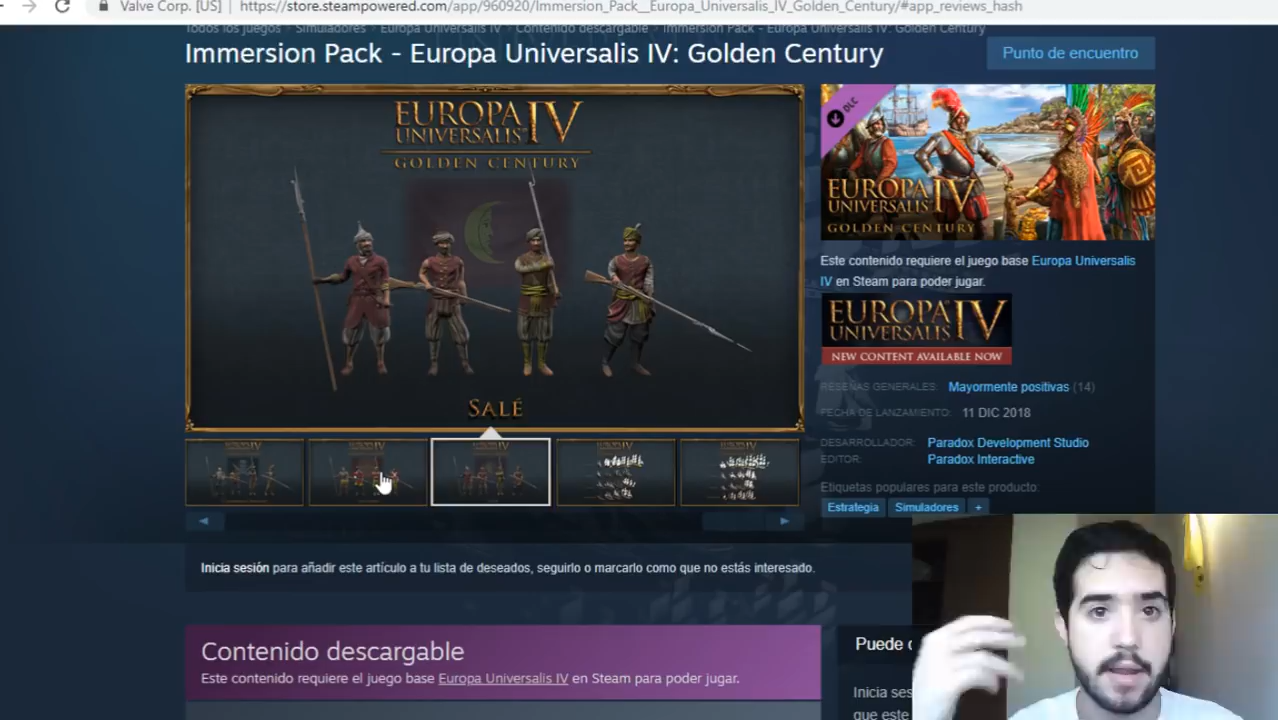 Valve Corp. [US]
https://store.steampowered.com/app/960920/Immersion_Pack__Europa_Universalis_IV_Golden_Century/#app_reviews_hash
Todos los juegos > Simuladores > Europa Universalis IV > Contenido descargable > Immersion Pack - Europa Universalis IV: Golden Century
Immersion Pack - Europa Universalis IV: Golden Century
Punto de encuentro
EUROPA
UNIVERSALIS IV
GOLDEN CENTURY
SALÉ
DLC
EUROPA
UNIVERSALIS IV
GOLDEN CENTURY
Este contenido requiere el juego base Europa Universalis
IV en Steam para poder jugar.
EUROPA
UNIVERSALIS IV
NEW CONTENT AVAILABLE NOW
RESEÑAS GENERALES: Mayormente positivas (14)
FECHA DE LANZAMIENTO: 11 DIC 2018
DESARROLLADOR: Paradox Development Studio
EDITOR: Paradox Interactive
Etiquetas populares para este producto:
Estrategia Simuladores +
Inicia sesión para añadir este artículo a tu lista de deseados, seguirlo o marcarlo como que no estás interesado.
Contenido descargable
Este contenido requiere el juego base Europa Universalis IV en Steam para poder jugar.
Puede
Inicia
que este